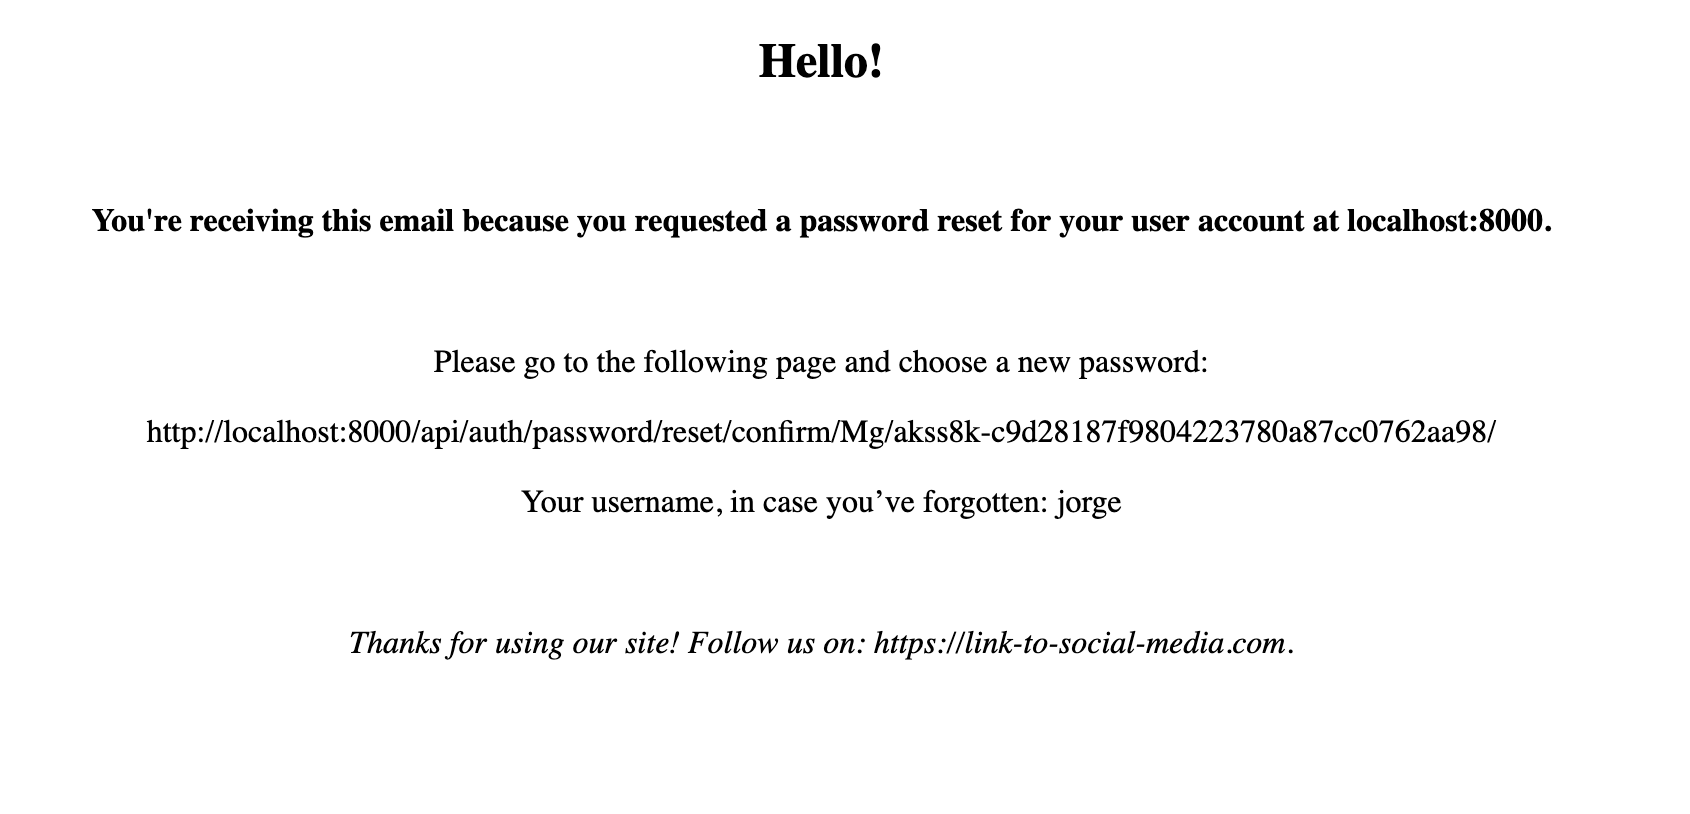 Hello!
You're receiving this email because you requested a password reset for your user account at localhost:8000.
Please go to the following page and choose a new password:
http://localhost:8000/api/auth/password/reset/confirm/Mg/akss8k-c9d28187f9804223780a87cc0762aa98/
Your username, in case you’ve forgotten: jorge
Thanks for using our site! Follow us on: https://link-to-social-media.com.